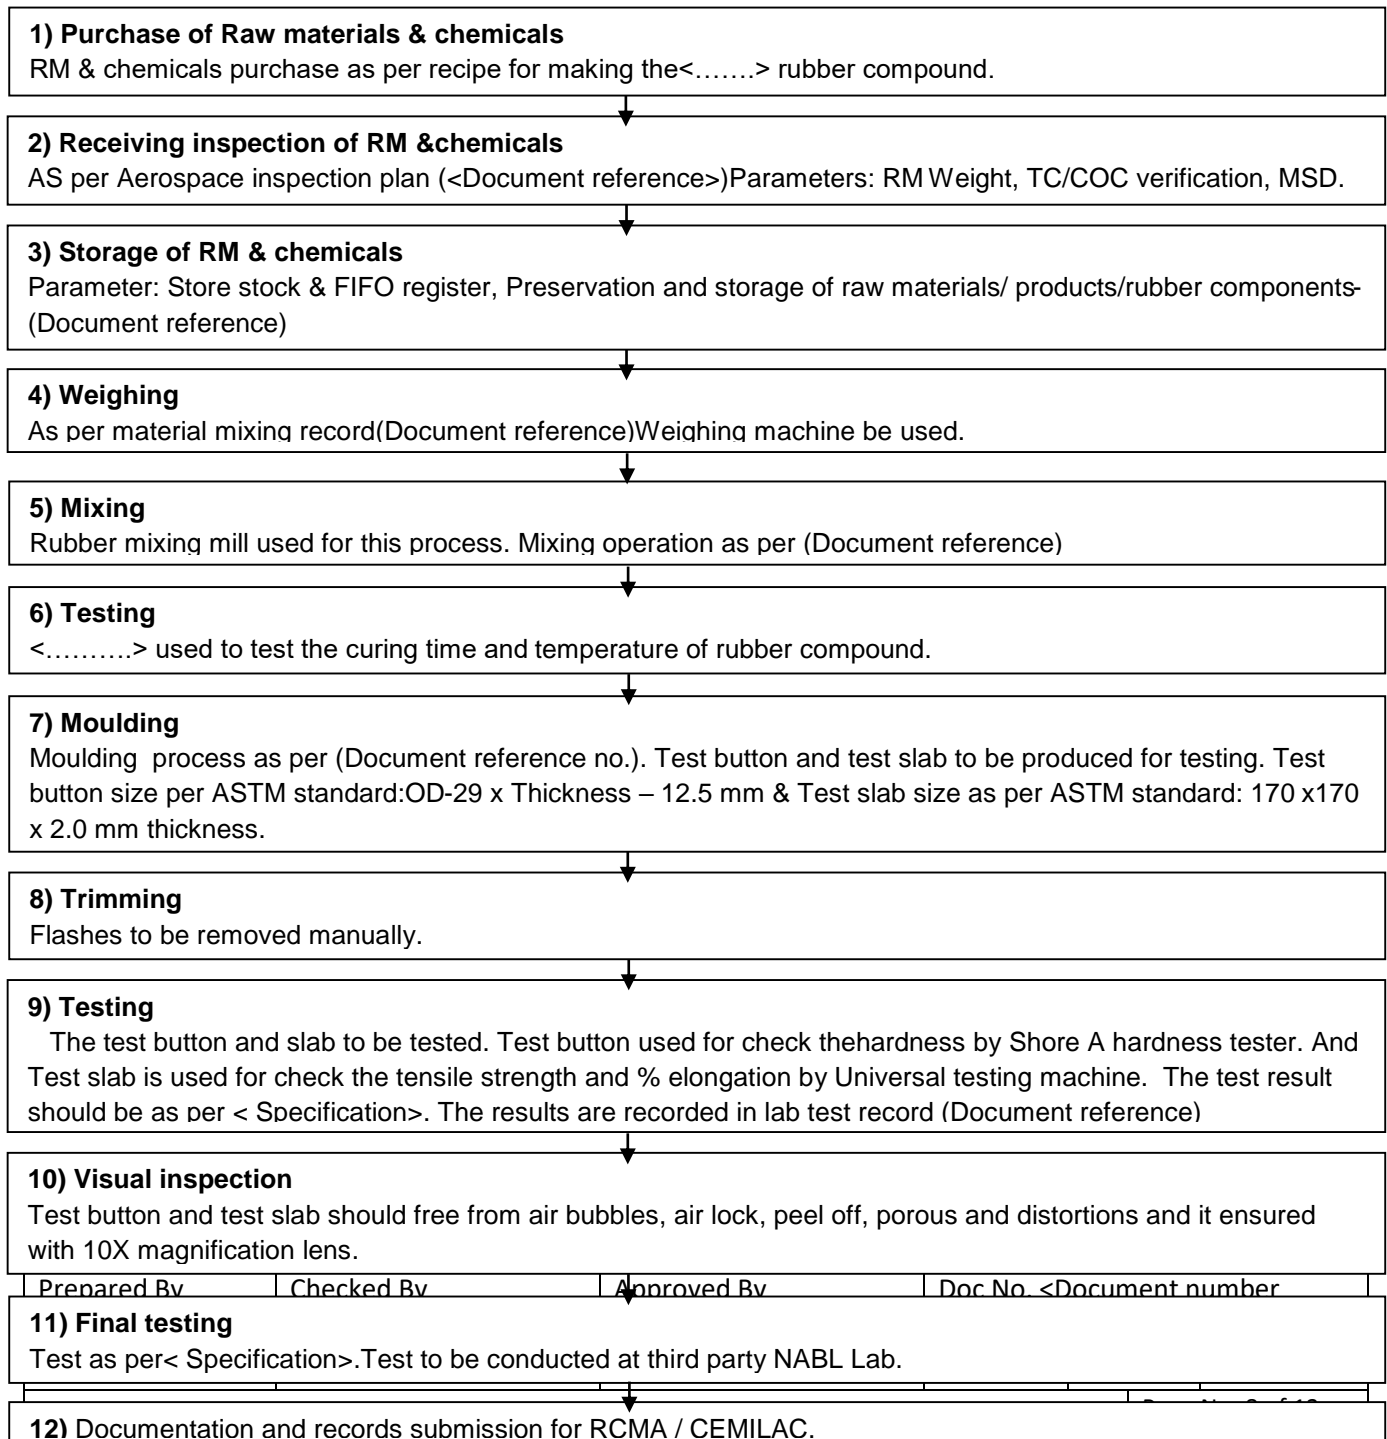 1) Purchase of Raw materials & chemicals
RM & chemicals purchase as per recipe for making the<…….> rubber compound.
2) Receiving inspection of RM &chemicals
AS per Aerospace inspection plan (<Document reference>)Parameters: RM Weight, TC/COC verification, MSD.
3) Storage of RM & chemicals
Parameter: Store stock & FIFO register, Preservation and storage of raw materials/ products/rubber components-
(Document reference)
4) Weighing
As per material mixing record(Document reference)Weighing machine be used.
5) Mixing
Rubber mixing mill used for this process. Mixing operation as per (Document reference)
6) Testing
<……….> used to test the curing time and temperature of rubber compound.
7) Moulding
Moulding  process as per (Document reference no.). Test button and test slab to be produced for testing. Test
button size per ASTM standard:OD-29 x Thickness – 12.5 mm & Test slab size as per ASTM standard: 170 x170
x 2.0 mm thickness.
8) Trimming
Flashes to be removed manually.
9) Testing
The test button and slab to be tested. Test button used for check thehardness by Shore A hardness tester. And
Test slab is used for check the tensile strength and % elongation by Universal testing machine.  The test result
should be as per < Specification>. The results are recorded in lab test record (Document reference)
10) Visual inspection
Test button and test slab should free from air bubbles, air lock, peel off, porous and distortions and it ensured
with 10X magnification lens.
Prepared By Checked By Approved By Doc No. <Document number
11) Final testing
Test as per< Specification>.Test to be conducted at third party NABL Lab.
12) Documentation and records submission for RCMA / CEMILAC.